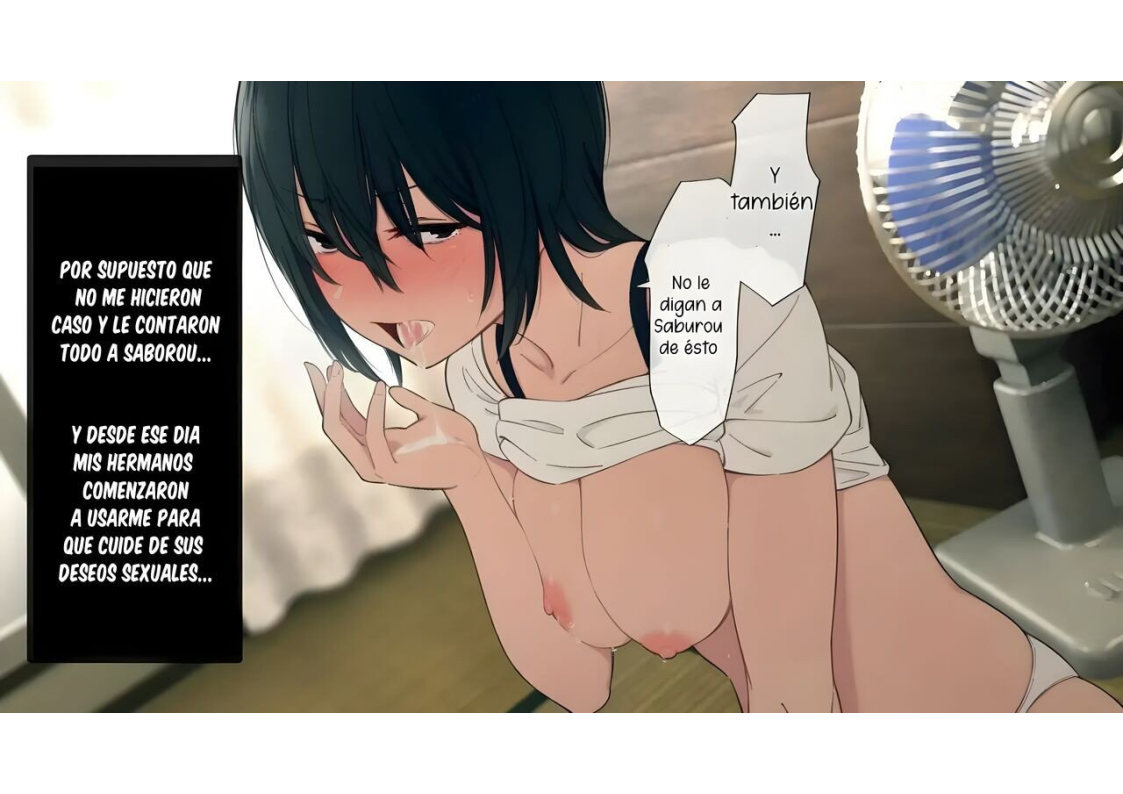 POR SUPUESTO QUE
NO ME HICIERON
CASO Y LE CONTARON
TODO A SABOROU...
Y DESDE ESE DIA
MIS HERMANOS
COMENZARON
A USARME PARA
QUE CUIDE DE SUS
DESEOS SEXUALES...
Y
también
...
No le
digan a
Saburou
de ésto